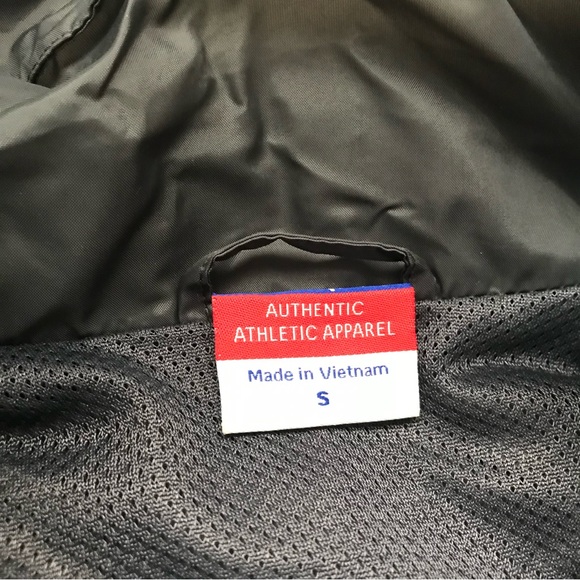 AUTHENTIC
ATHLETIC APPAREL
Made in Vietnam
S